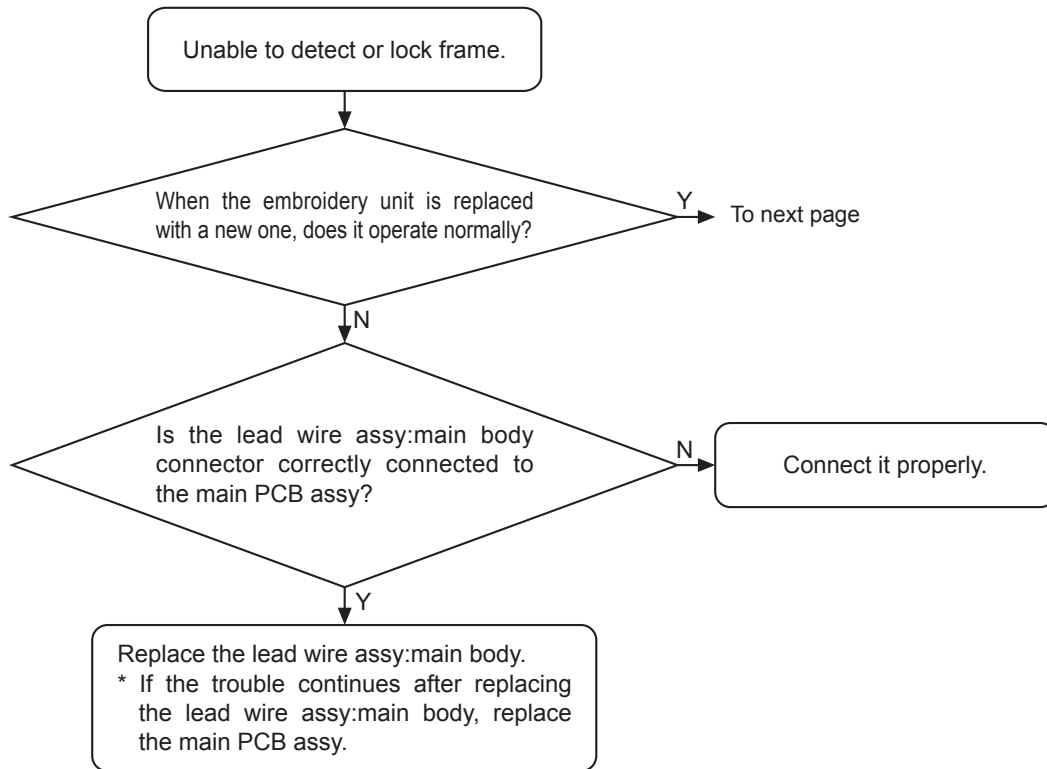 Unable to detect or lock frame.
When the embroidery unit is replaced
with a new one, does it operate normally?
Y
To next page
N
Is the lead wire assy:main body
connector correctly connected to
the main PCB assy?
N
Connect it properly.
Y
Replace the lead wire assy:main body.
* If the trouble continues after replacing
the lead wire assy:main body, replace
the main PCB assy.